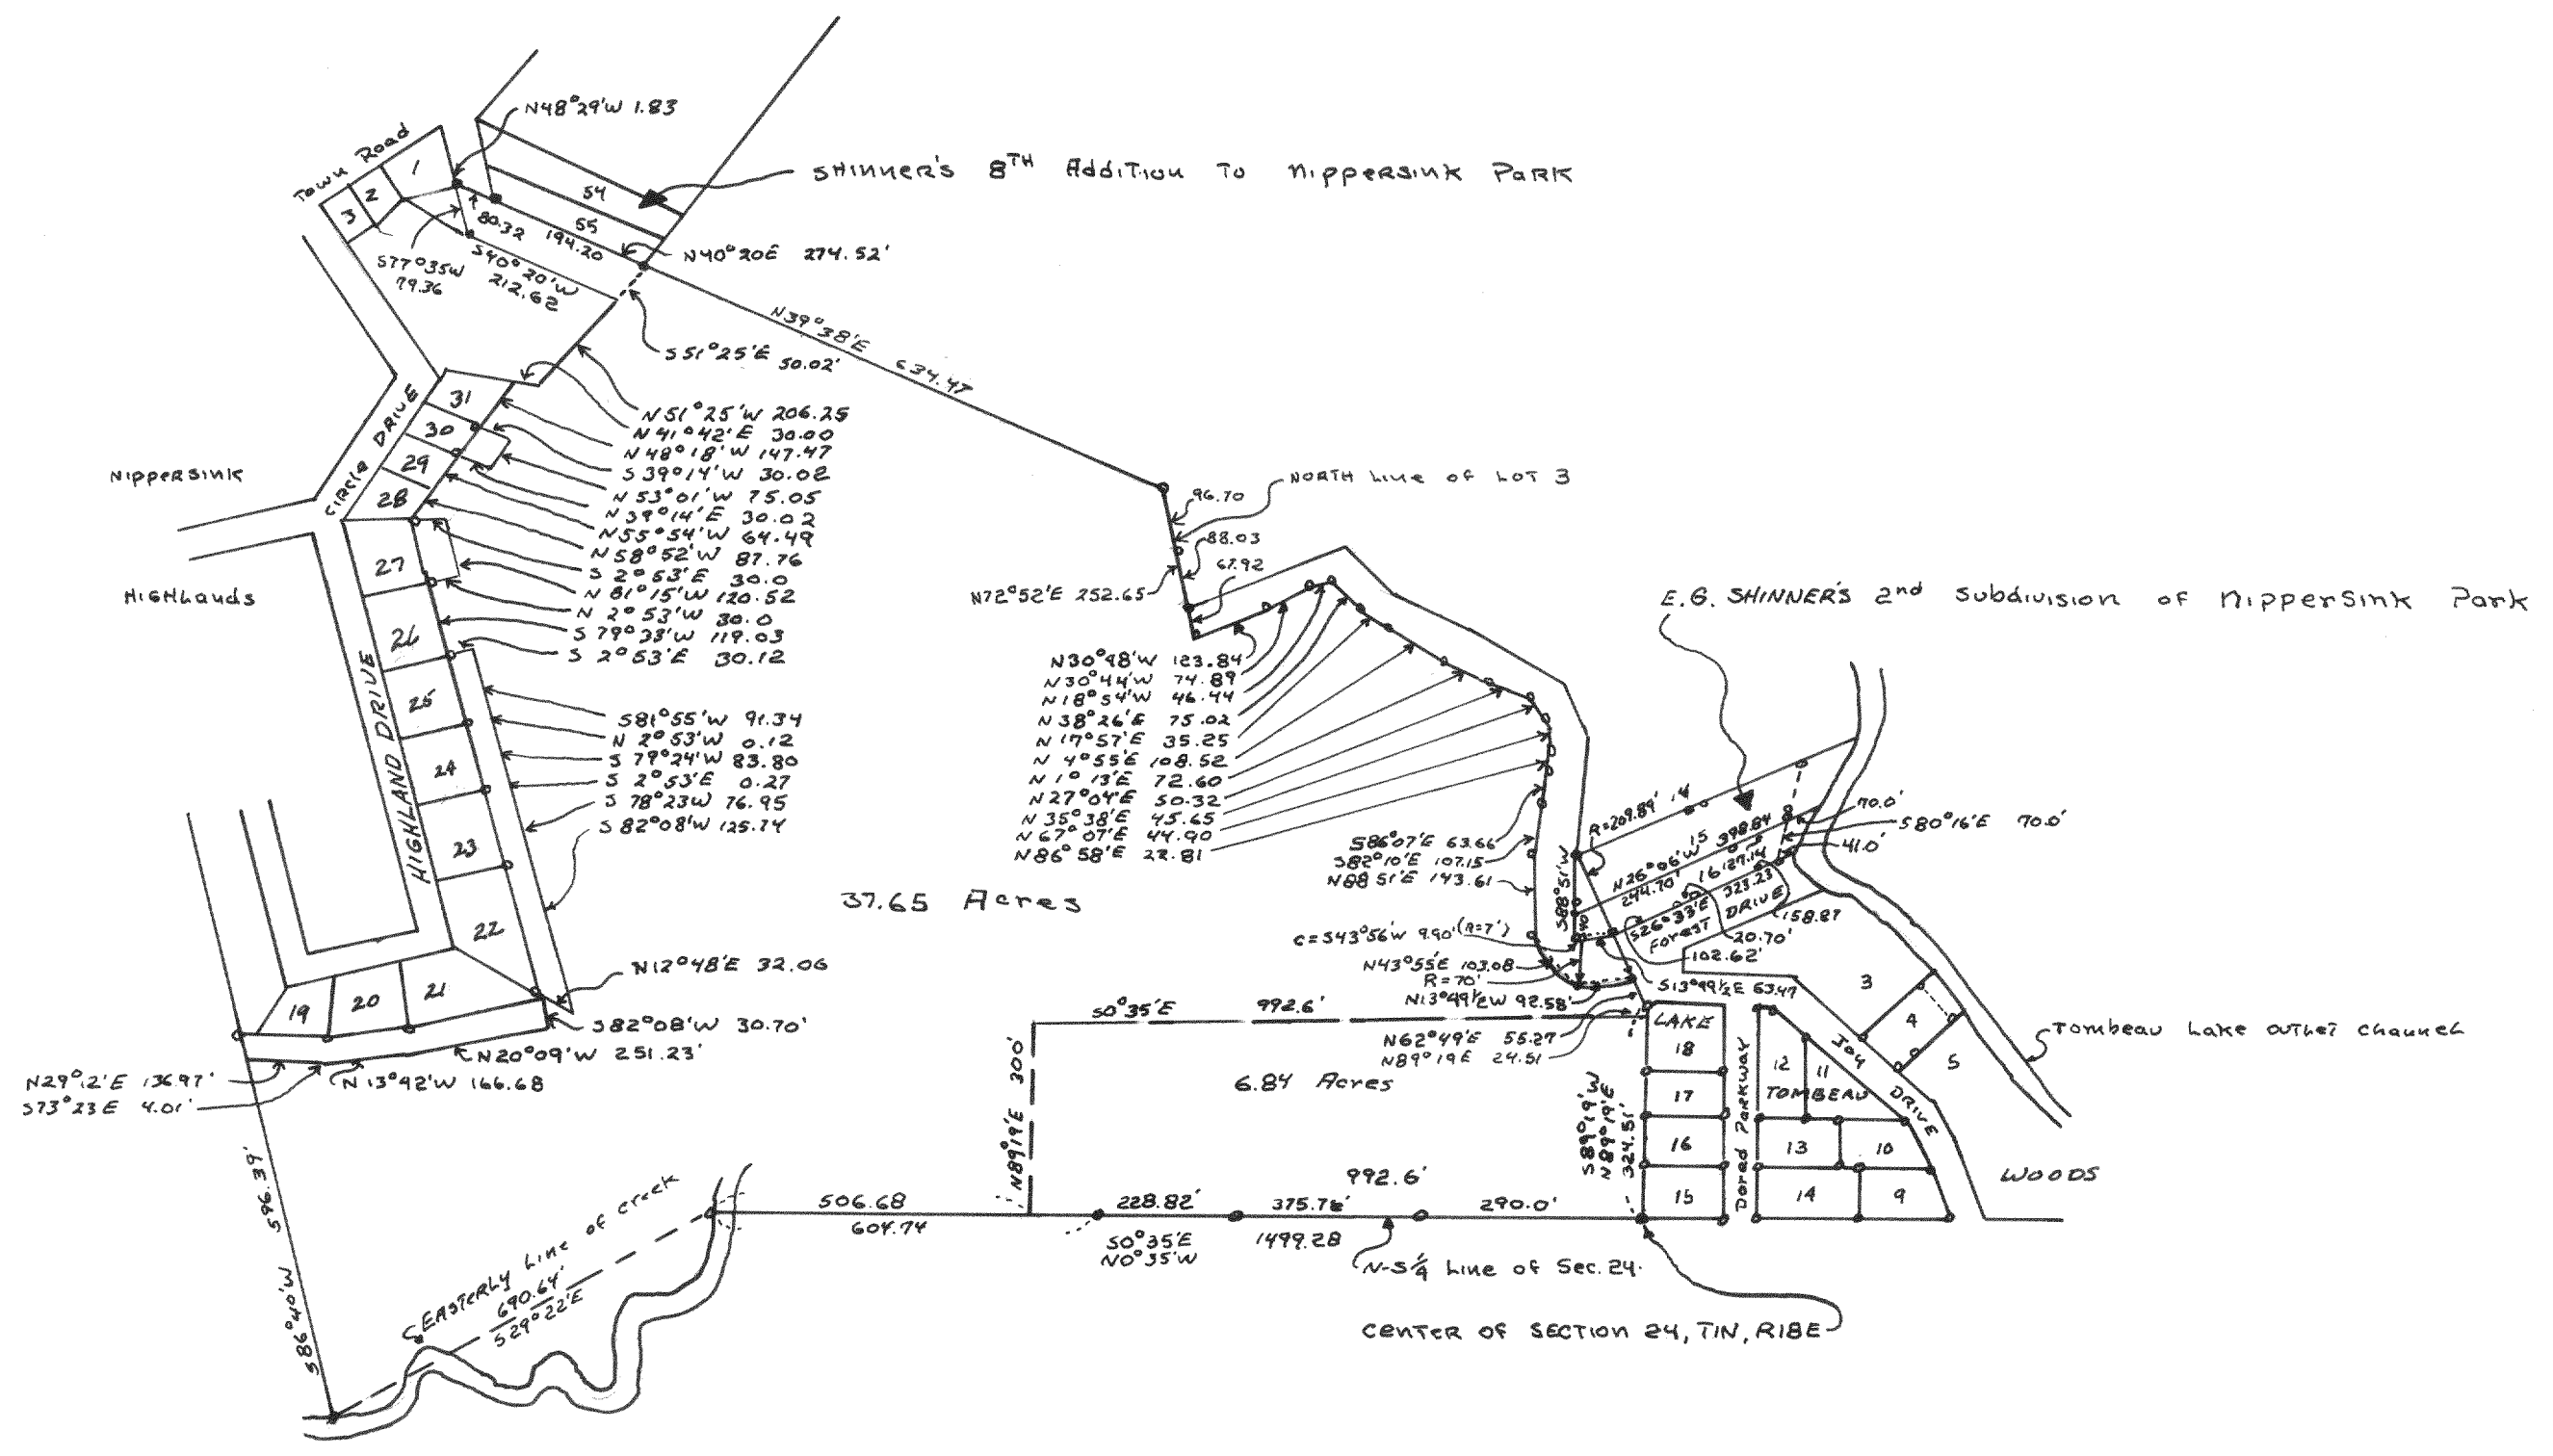 N48°29'W 1.83
Town Road
1
2
3
SHINNER'S 8TH Addition To Nippersink PARK
54
55
80.32
194.20
N40°20E 274.52'
S77°35W
79.36
S40°20'W
212.62
N39°38'E 634.47
S51°25'E 50.02'
31
30
29
28
CIRCLE DRIVE
N51°25'W 206.25
N41°42'E 30.00
N48°18'W 147.47
S 39°14'W 30.02
N 53°01'W 75.05
N 39°14'E 30.02
N55°54'W 64.49
N58°52'W 87.76
S 2°53'E 30.0
N 81°15'W 120.52
N 2°53'W 30.0
S 79°33'W 119.03
S 2°53'E 30.12
Nippersink
Highlands
27
26
25
24
23
22
HIGHLAND DRIVE
S81°55'W 91.34
N 2°53'W 0.12
S 79°24'W 83.80
S 2°53'E 0.27
S 78°23W 76.95
S 82°08'W 125.74
96.70
NORTH Line of LOT 3
88.03
67.92
N72°52'E 252.65
E.G. SHINNER'S 2nd Subdivision of Nippersink Park
N30°48'W 123.84
N30°44'W 74.89
N18°54'W 46.44
N 38°26'E 75.02
N 17°57'E 35.25
N 4°55'E 108.52
N 1°13'E 72.60
N27°04'E 50.32
N 35°38'E 45.65
N 67°07'E 44.90
N86°58'E 22.81
S86°07'E 63.66
S82°10'E 107.15
N88 51'E 143.61
S88°51'W
R=209.89'
14
15
N26°06'W
398.84
244.70'
16
127.14
70.0'
S80°16'E 70.0'
41.0'
S26°33'E 323.23
FOREST DRIVE
158.87
20.70'
102.62'
37.65 Acres
C=S43°56'W 9.90' (R=7')
N43°55'E 103.08
R=70'
N13°49½W 92.58'
S13°49½E 63.47
N62°49'E 55.27
N89°19E 24.51
N12°48'E 32.06
19
20
21
S82°08'W 30.70'
N20°09'W 251.23'
N 13°42'W 166.68
N29°12'E 136.97'
S73°23E 4.01'
S0°35'E 992.6'
N89°19'E 300'
6.84 Acres
LAKE
18
17
16
15
S89°19'W
N89°19'E
324.51'
Dored Parkway
12
11
TOMBEAU
13
10
14
9
JOY DRIVE
3
4
5
Tombeau Lake outlet channel
WOODS
596.39'
S86°40'W
Easterly Line of creek
690.64'
S29°22'E
506.68
604.74
992.6'
228.82'
375.78'
290.0'
S0°35'E
N0°35'W
1499.28
N-S ¼ Line of Sec. 24
CENTER OF SECTION 24, T1N, R18E